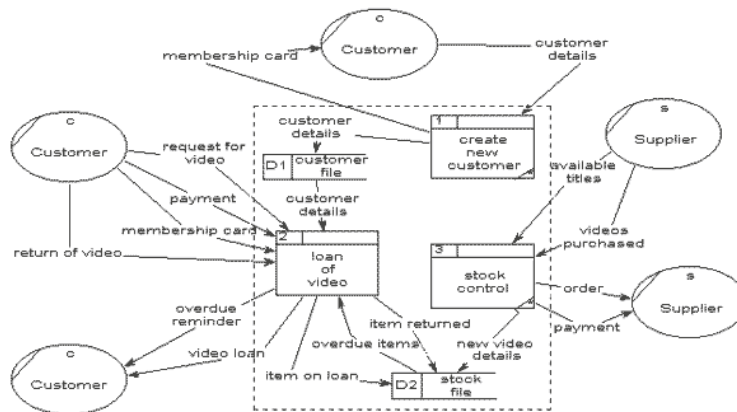 c
Customer
membership card
customer
details
c
Customer
customer
details
1
create
new
customer
s
Supplier
request for
video
D1
customer
file
available
titles
payment
customer
details
membership card
videos
purchased
return of video
2
loan
of
video
3
stock
control
s
Supplier
order
overdue
reminder
item returned
payment
video loan
overdue items
new video
details
c
Customer
item on loan
D2
stock
file